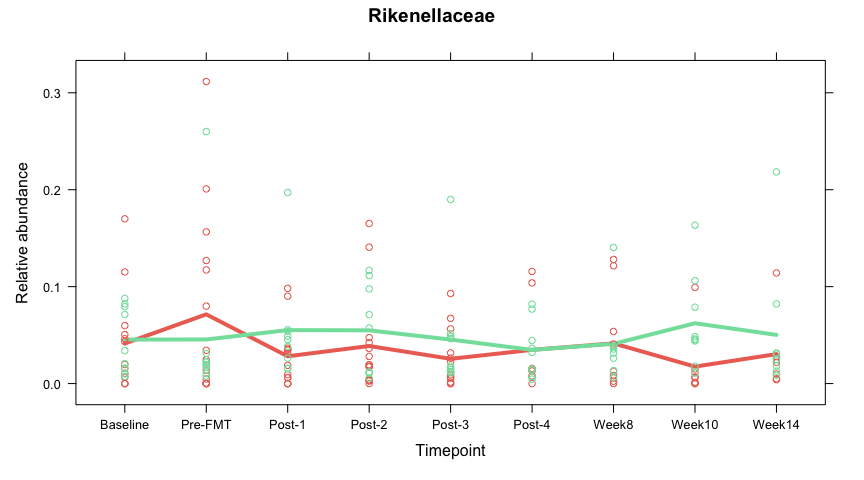 Rikenellaceae
Relative abundance
0.3
0.2
0.1
0.0
Baseline Pre-FMT Post-1 Post-2 Post-3 Post-4 Week8 Week10 Week14
Timepoint